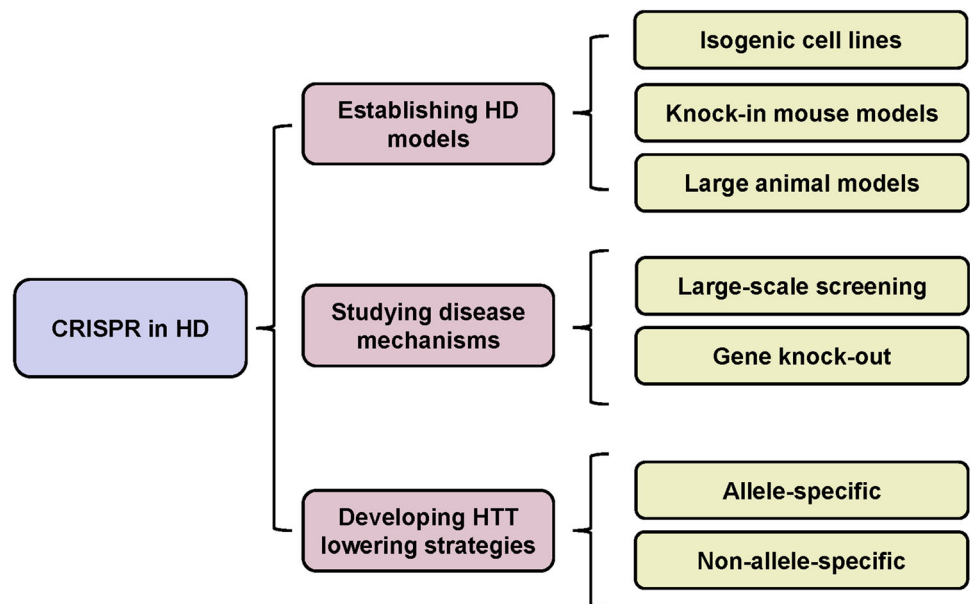 CRISPR in HD
Establishing HD
models
Isogenic cell lines
Knock-in mouse models
Large animal models
Studying disease
mechanisms
Large-scale screening
Gene knock-out
Developing HTT
lowering strategies
Allele-specific
Non-allele-specific